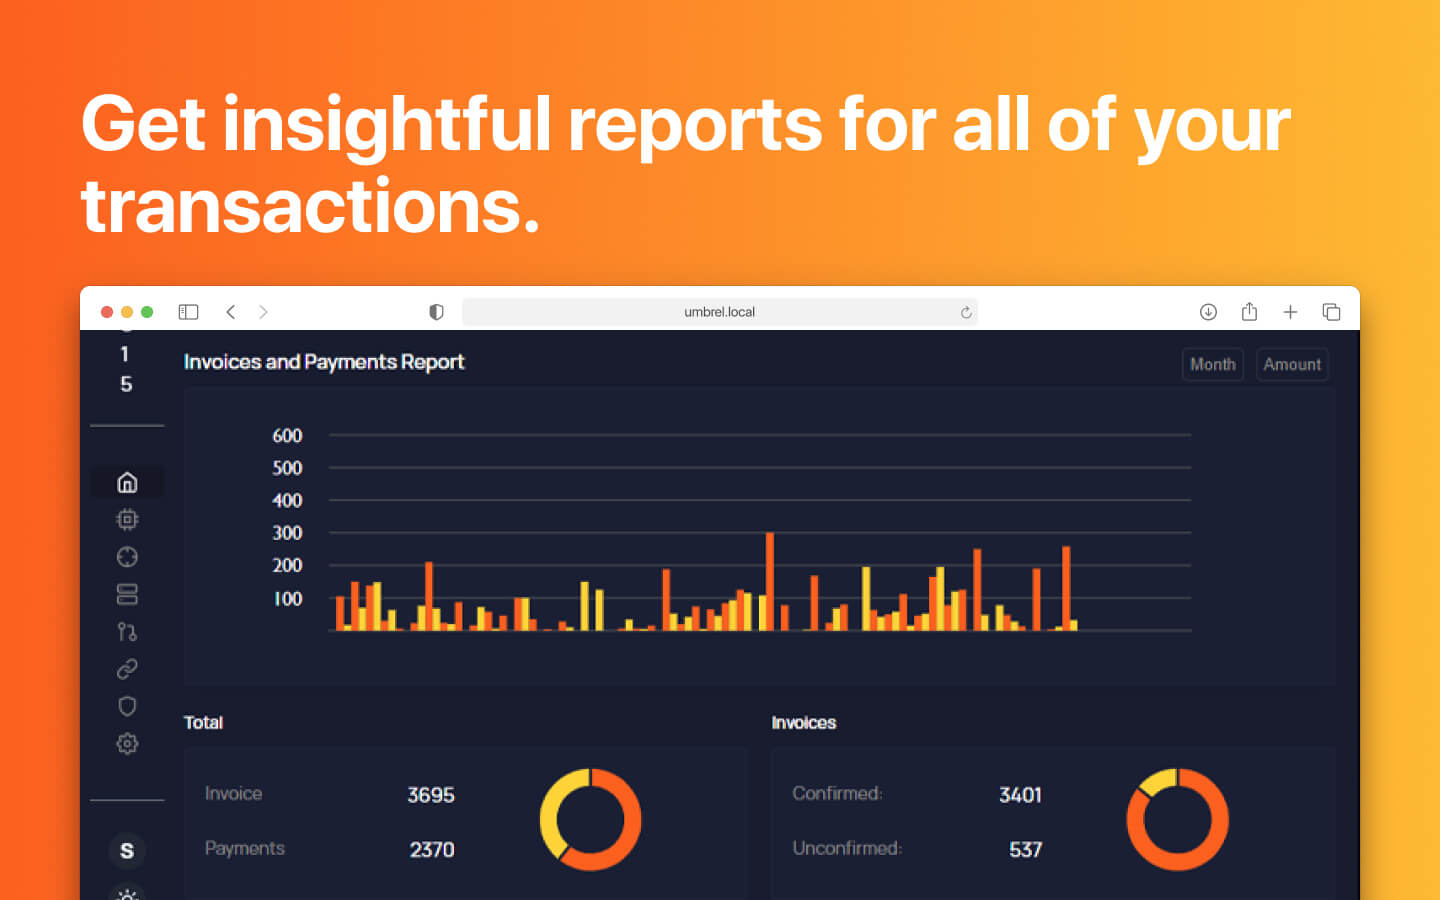 Get insightful reports for all of your
transactions.
umbrel.local
1
5
Invoices and Payments Report
Month
Amount
600
500
400
300
200
100
Total
Invoice 3695
Payments 2370
Invoices
Confirmed: 3401
Unconfirmed: 537
S